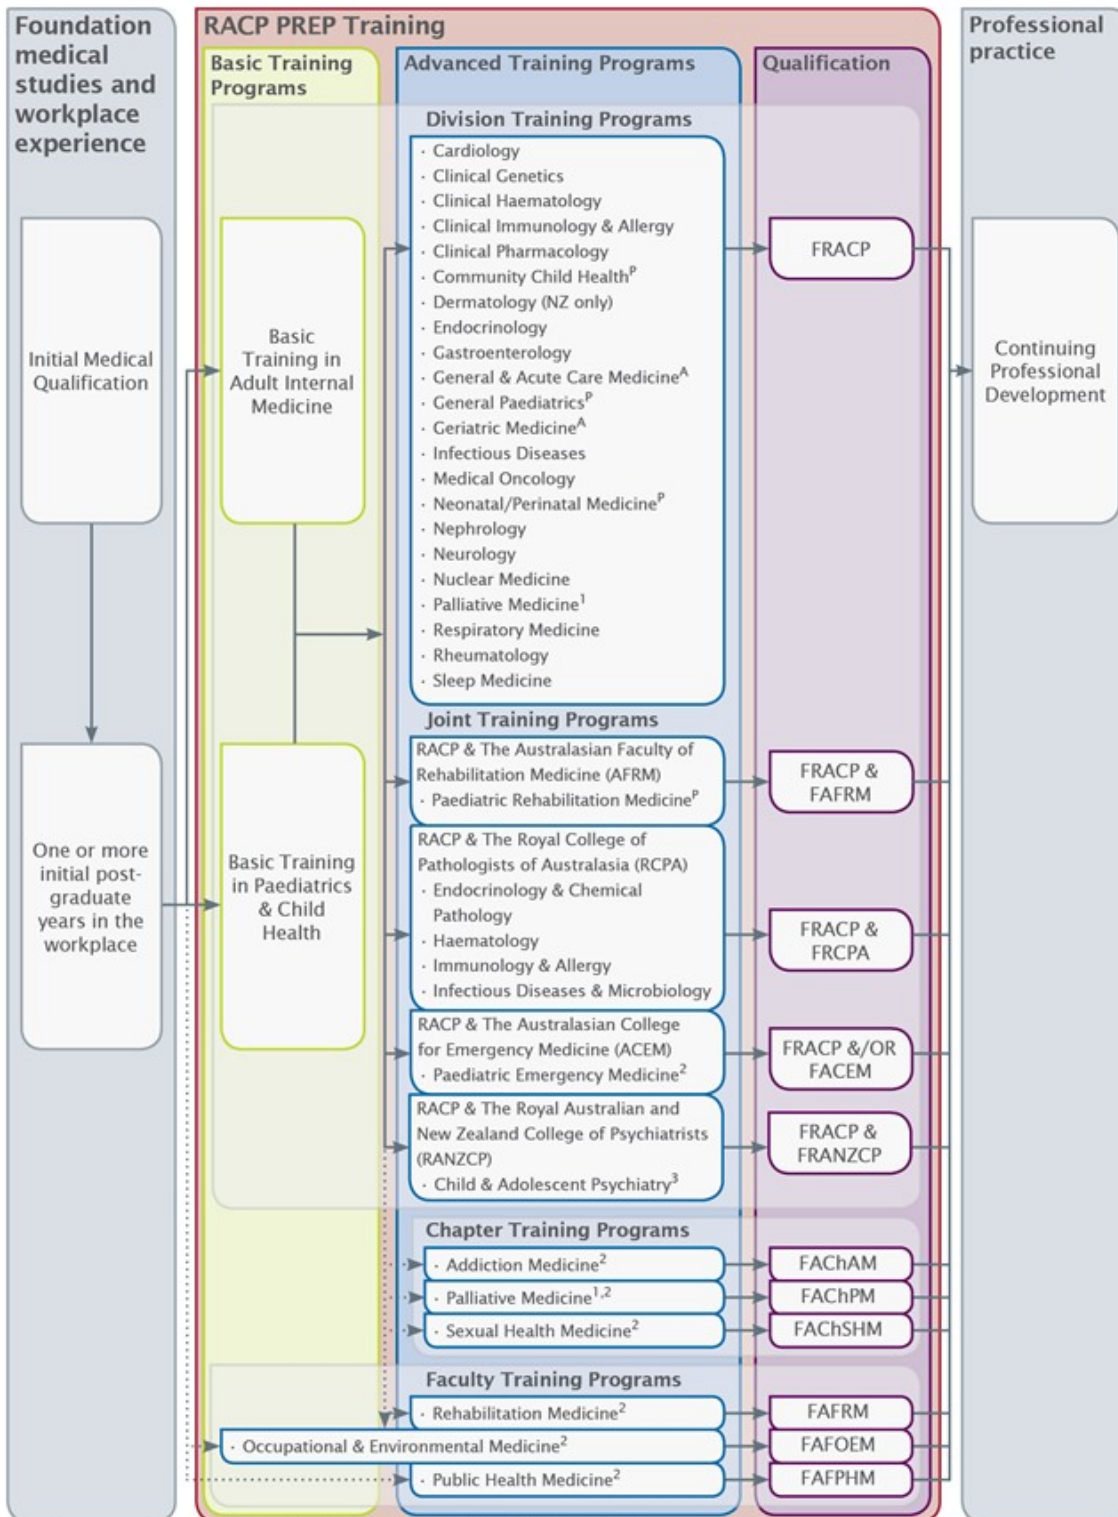 Foundation
medical
studies and
workplace
experience
Initial Medical
Qualification
One or more
initial post-
graduate
years in the
workplace
RACP PREP Training
Basic Training
Programs
Basic
Training in
Adult Internal
Medicine
Basic Training
in Paediatrics
& Child
Health
Advanced Training Programs
Division Training Programs
· Cardiology
· Clinical Genetics
· Clinical Haematology
· Clinical Immunology & Allergy
· Clinical Pharmacology
· Community Child Healthᴾ
· Dermatology (NZ only)
· Endocrinology
· Gastroenterology
· General & Acute Care Medicineᴬ
· General Paediatricsᴾ
· Geriatric Medicineᴬ
· Infectious Diseases
· Medical Oncology
· Neonatal/Perinatal Medicineᴾ
· Nephrology
· Neurology
· Nuclear Medicine
· Palliative Medicine¹
· Respiratory Medicine
· Rheumatology
· Sleep Medicine
Joint Training Programs
RACP & The Australasian Faculty of
Rehabilitation Medicine (AFRM)
· Paediatric Rehabilitation Medicineᴾ
RACP & The Royal College of
Pathologists of Australasia (RCPA)
· Endocrinology & Chemical
Pathology
· Haematology
· Immunology & Allergy
· Infectious Diseases & Microbiology
RACP & The Australasian College
for Emergency Medicine (ACEM)
· Paediatric Emergency Medicine²
RACP & The Royal Australian and
New Zealand College of Psychiatrists
(RANZCP)
· Child & Adolescent Psychiatry³
Chapter Training Programs
· Addiction Medicine²
· Palliative Medicine¹,²
· Sexual Health Medicine²
Faculty Training Programs
· Rehabilitation Medicine²
· Occupational & Environmental Medicine²
· Public Health Medicine²
Qualification
FRACP
FRACP &
FAFRM
FRACP &
FRCPA
FRACP &/OR
FACEM
FRACP &
FRANZCP
FAChAM
FAChPM
FAChSHM
FAFRM
FAFOEM
FAFPHM
Professional
practice
Continuing
Professional
Development